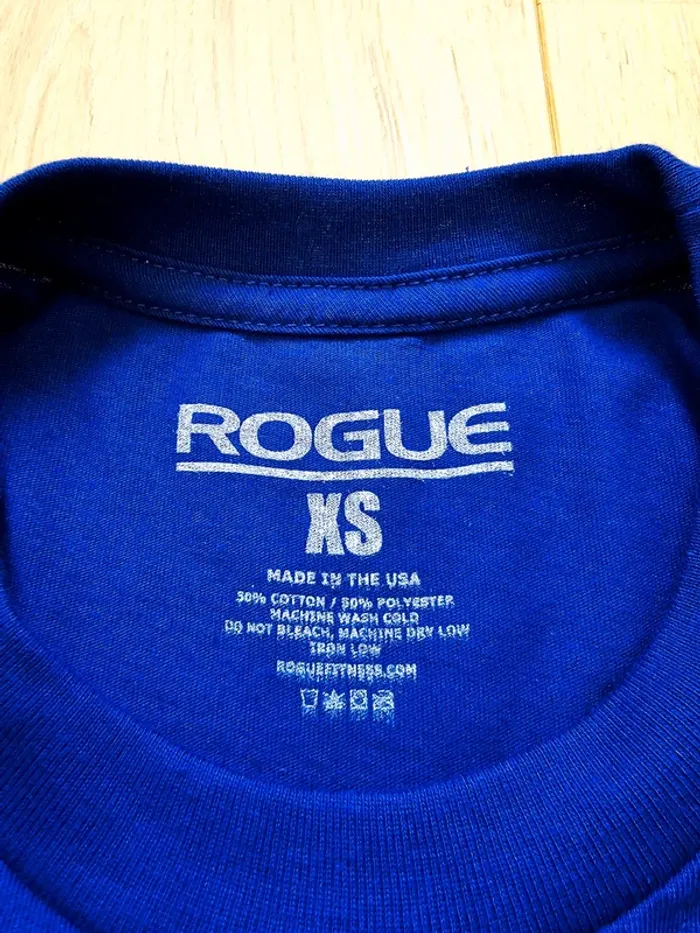 ROGUE
XS
MADE IN THE USA
50% COTTON / 50% POLYESTER
MACHINE WASH COLD
DO NOT BLEACH, MACHINE DRY LOW
IRON LOW
ROGUEFITNESS.COM